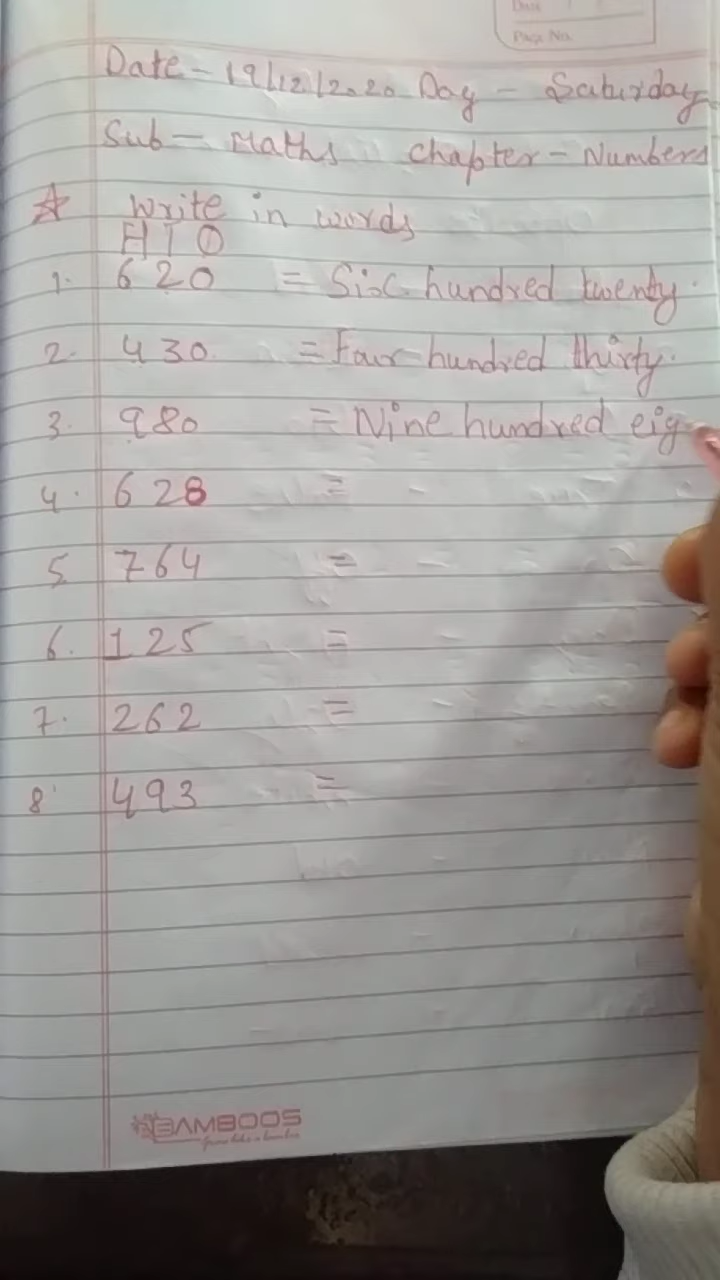 Date
Page No.
Date - 19/12/2020 Day - Saturday
Sub - Maths chapter - Numbers
Write in words
H T O
1. 620 = Six hundred twenty.
2. 430 = Four hundred thirty.
3. 980 = Nine hundred eig
4. 628 =
5 764 =
6. 125 =
7. 262 =
8 493 =
BAMBOOS